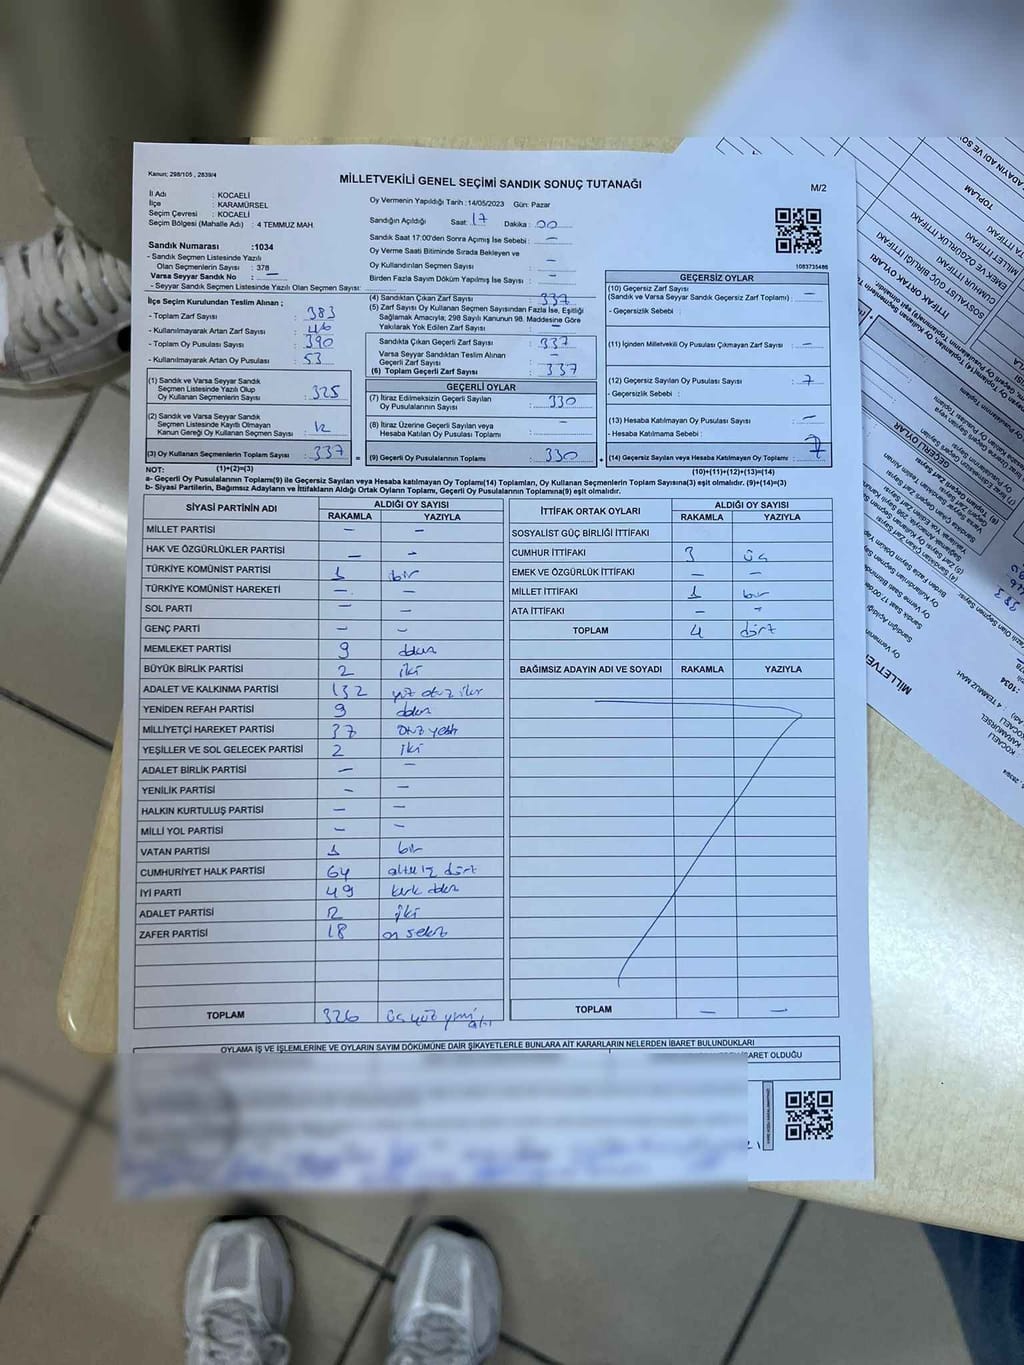 Kanun; 298/105 , 2839/4
MİLLETVEKİLİ GENEL SEÇİMİ SANDIK SONUÇ TUTANAĞI
M/2
İl Adı : KOCAELİ
İlçe : KARAMÜRSEL
Seçim Çevresi : KOCAELİ
Seçim Bölgesi (Mahalle Adı) : 4 TEMMUZ MAH.
Sandık Numarası :1034
- Sandık Seçmen Listesinde Yazılı
Olan Seçmenlerin Sayısı : 378
Varsa Seyyar Sandık No : —
- Seyyar Sandık Seçmen Listesinde Yazılı Olan Seçmen Sayısı:
İlçe Seçim Kurulundan Teslim Alınan ;
- Toplam Zarf Sayısı : 383
- Kullanılmayarak Artan Zarf Sayısı : 46
- Toplam Oy Pusulası Sayısı : 390
- Kullanılmayarak Artan Oy Pusulası : 53
(1) Sandık ve Varsa Seyyar Sandık
Seçmen Listesinde Yazılı Olup
Oy Kullanan Seçmenlerin Sayısı : 325
(2) Sandık ve Varsa Seyyar Sandık
Seçmen Listesinde Kayıtlı Olmayan
Kanun Gereği Oy Kullanan Seçmen Sayısı : 12
(3) Oy Kullanan Seçmenlerin Toplam Sayısı : 337
Oy Vermenin Yapıldığı Tarih :14/05/2023 Gün: Pazar
Sandığın Açıldığı Saat: 17 Dakika : 00
Sandık Saat 17:00'den Sonra Açımış İse Sebebi : —
Oy Verme Saati Bitiminde Sırada Bekleyen ve
Oy Kullandırılan Seçmen Sayısı : —
Birden Fazla Sayım Döküm Yapılmış İse Sayısı : —
(4) Sandıktan Çıkan Zarf Sayısı : 337
(5) Zarf Sayısı Oy Kullanan Seçmen Sayısından Fazla İse, Eşitliği
Sağlamak Amacıyla; 298 Sayılı Kanunun 98. Maddesine Göre
Yakılarak Yok Edilen Zarf Sayısı : —
Sandıkta Çıkan Geçerli Zarf Sayısı : 337
Varsa Seyyar Sandıktan Teslim Alınan
Geçerli Zarf Sayısı : —
(6) Toplam Geçerli Zarf Sayısı : 337
GEÇERLİ OYLAR
(7) İtiraz Edilmeksizin Geçerli Sayılan
Oy Pusulalarının Sayısı : 330
(8) İtiraz Üzerine Geçerli Sayılan veya
Hesaba Katılan Oy Pusulası Toplamı : —
= (9) Geçerli Oy Pusulalarının Toplamı : 330
1083735486
GEÇERSİZ OYLAR
(10) Geçersiz Zarf Sayısı
(Sandık ve Varsa Seyyar Sandık Geçersiz Zarf Toplamı) : —
- Geçersizlik Sebebi :
(11) İçinden Milletvekili Oy Pusulası Çıkmayan Zarf Sayısı : —
(12) Geçersiz Sayılan Oy Pusulası Sayısı : 7
- Geçersizlik Sebebi :
(13) Hesaba Katılmayan Oy Pusulası Sayısı : —
- Hesaba Katılmama Sebebi :
+ (14) Geçersiz Sayılan veya Hesaba Katılmayan Oy Toplamı : 7
NOT: (1)+(2)=(3) (10)+(11)+(12)+(13)=(14)
a- Geçerli Oy Pusulalarının Toplamı(9) ile Geçersiz Sayılan veya Hesaba katılmayan Oy Toplamı(14) Toplamları, Oy Kullanan Seçmenlerin Toplam Sayısına(3) eşit olmalıdır. (9)+(14)=(3)
b- Siyasi Partilerin, Bağımsız Adayların ve İttifakların Aldığı Ortak Oyların Toplamı, Geçerli Oy Pusulalarının Toplamına(9) eşit olmalıdır.
SİYASİ PARTİNİN ADI ALDIĞI OY SAYISI
RAKAMLA YAZIYLA
MİLLET PARTİSİ — —
HAK VE ÖZGÜRLÜKLER PARTİSİ — —
TÜRKİYE KOMÜNİST PARTİSİ 1 bir
TÜRKİYE KOMÜNİST HAREKETİ — —
SOL PARTİ — —
GENÇ PARTİ — —
MEMLEKET PARTİSİ 9 dokuz
BÜYÜK BİRLİK PARTİSİ 2 iki
ADALET VE KALKINMA PARTİSİ 132 yüz otuz iki
YENİDEN REFAH PARTİSİ 9 dokuz
MİLLİYETÇİ HAREKET PARTİSİ 37 otuz yedi
YEŞİLLER VE SOL GELECEK PARTİSİ 2 iki
ADALET BİRLİK PARTİSİ — —
YENİLİK PARTİSİ — —
HALKIN KURTULUŞ PARTİSİ — —
MİLLİ YOL PARTİSİ — —
VATAN PARTİSİ 1 bir
CUMHURİYET HALK PARTİSİ 64 altmış dört
İYİ PARTİ 49 kırk dokuz
ADALET PARTİSİ 2 iki
ZAFER PARTİSİ 18 on sekiz
TOPLAM 326 üç yüz yirmi altı
İTTİFAK ORTAK OYLARI ALDIĞI OY SAYISI
RAKAMLA YAZIYLA
SOSYALİST GÜÇ BİRLİĞİ İTTİFAKI
CUMHUR İTTİFAKI 3 üç
EMEK VE ÖZGÜRLÜK İTTİFAKI — —
MİLLET İTTİFAKI 1 bir
ATA İTTİFAKI — —
TOPLAM 4 dört
BAĞIMSIZ ADAYIN ADI VE SOYADI RAKAMLA YAZIYLA
TOPLAM — —
OYLAMA İŞ VE İŞLEMLERİNE VE OYLARIN SAYIM DÖKÜMÜNE DAİR ŞİKAYETLERLE BUNLARA AİT KARARLARIN NELERDEN İBARET BULUNDUKLARI
İBARET OLDUĞU